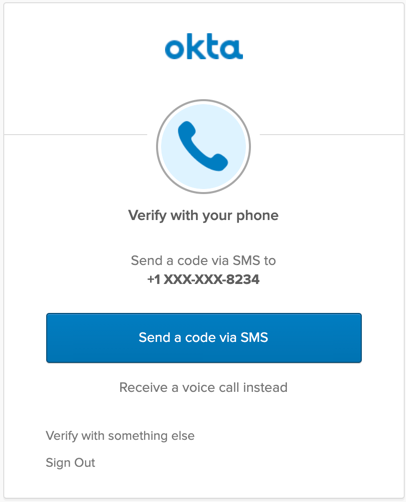 okta
Verify with your phone
Send a code via SMS to
+1 XXX-XXX-8234
Send a code via SMS
Receive a voice call instead
Verify with something else
Sign Out